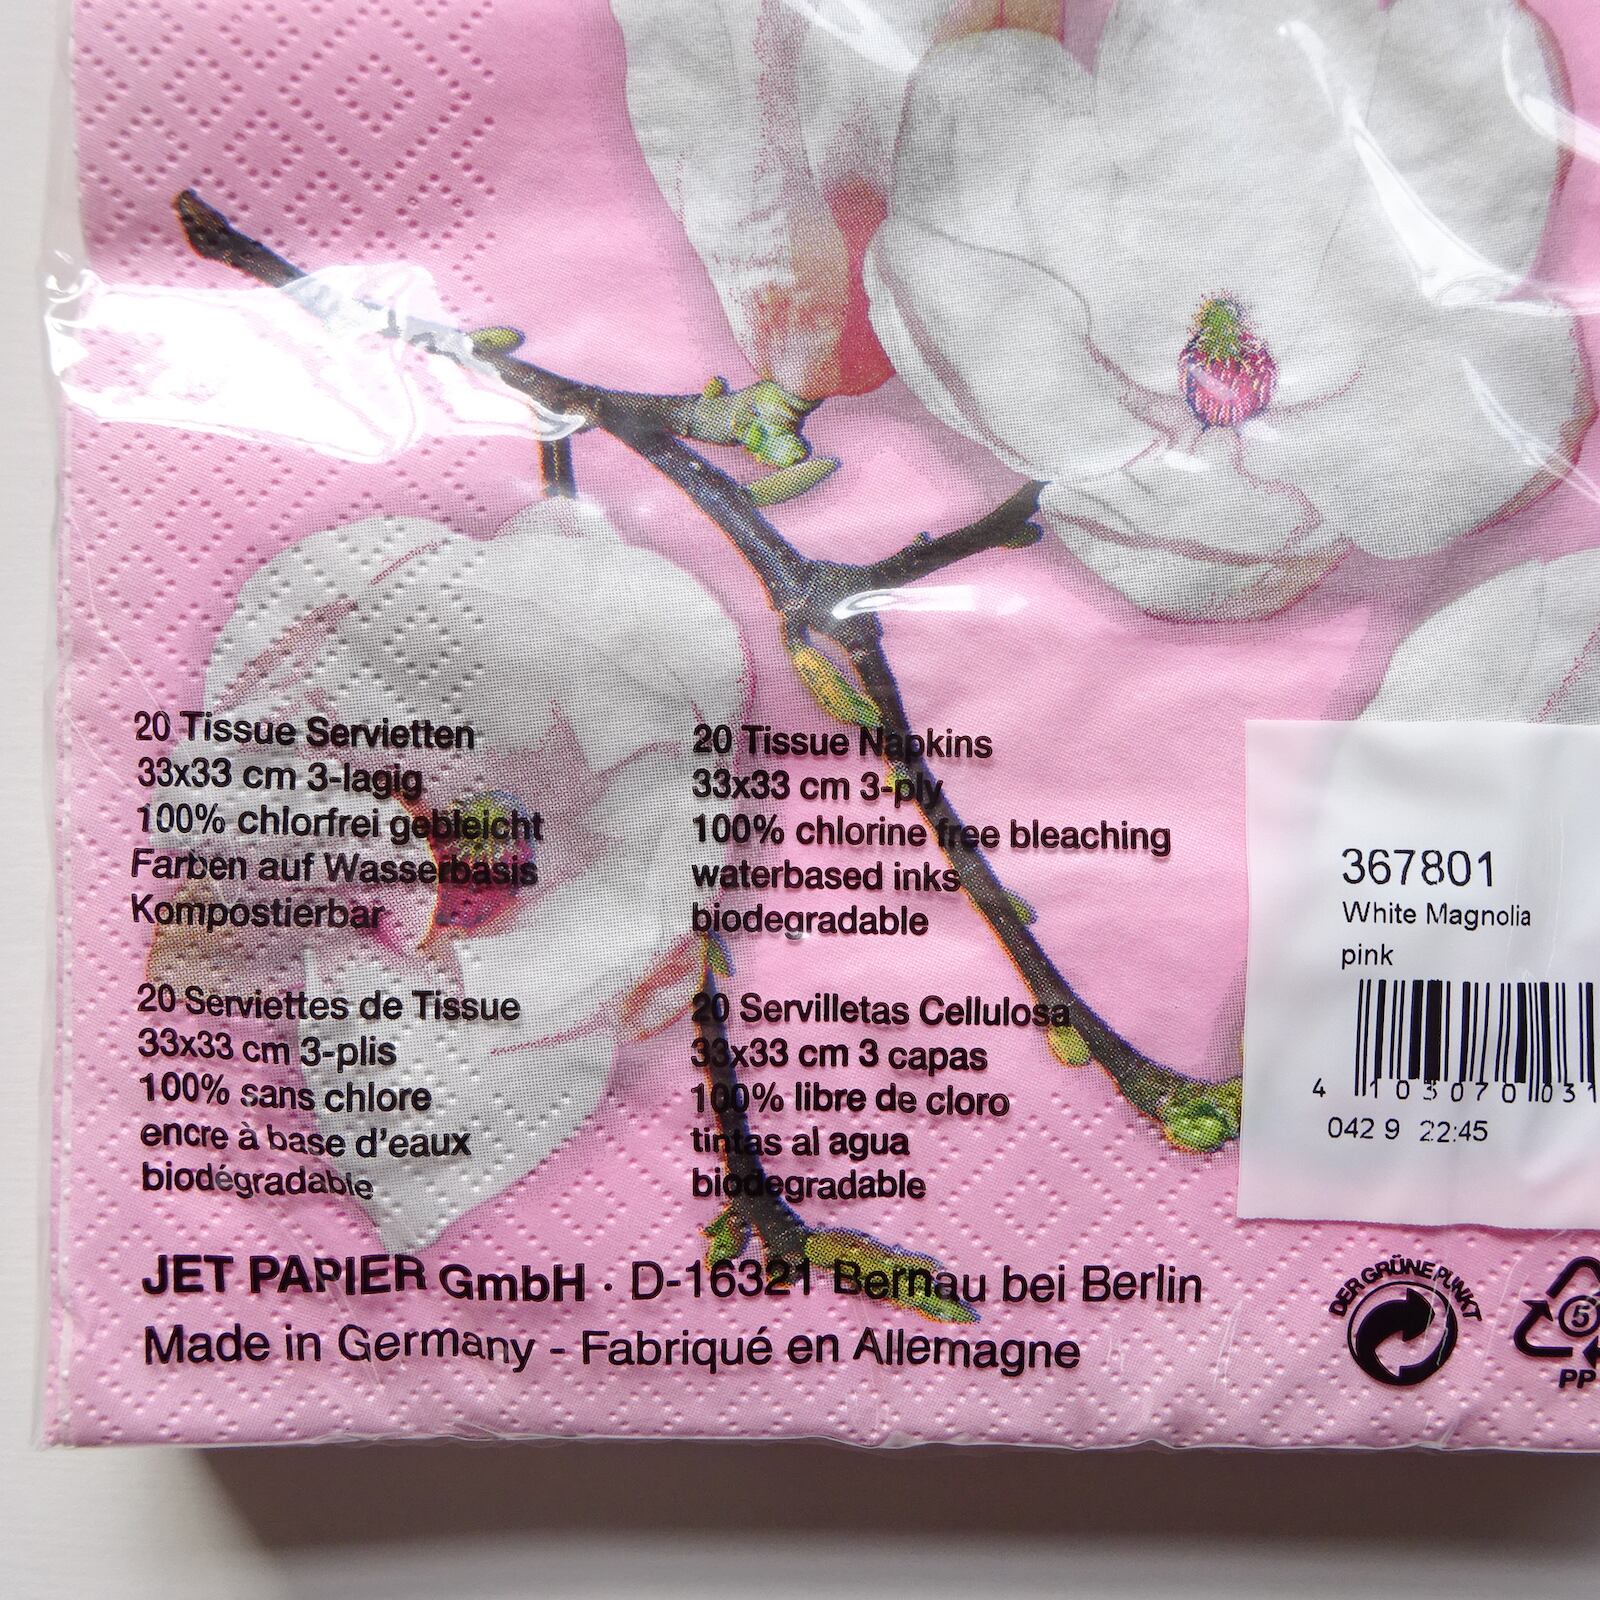 20 Tissue Servietten
33x33 cm 3-lagig
100% chlorfrei gebleicht
Farben auf Wasserbasis
Kompostierbar
20 Tissue Napkins
33x33 cm 3-ply
100% chlorine free bleaching
waterbased inks
biodegradable
20 Serviettes de Tissue
33x33 cm 3-plis
100% sans chlore
encre à base d'eaux
biodégradable
20 Servilletas Cellulosa
33x33 cm 3 capas
100% libre de cloro
tintas al agua
biodegradable
367801
White Magnolia
pink
4 103070 031
042 9 22:45
JET PAPIER GmbH · D-16321 Bernau bei Berlin
Made in Germany - Fabriqué en Allemagne
DER GRÜNE PUNKT
5
PP